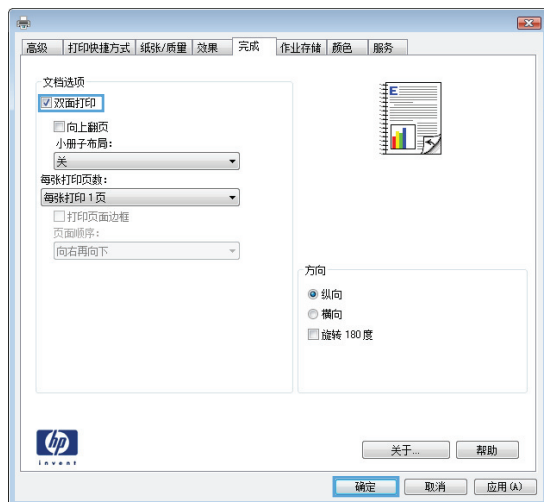 高级 打印快捷方式 纸张/质量 效果 完成 作业存储 颜色 服务
文档选项
双面打印
向上翻页
小册子布局:
关
每张打印页数:
每张打印 1 页
打印页面边框
页面顺序:
向右再向下
E
方向
纵向
横向
旋转 180 度
hp
invent
关于... 帮助
确定 取消 应用(A)